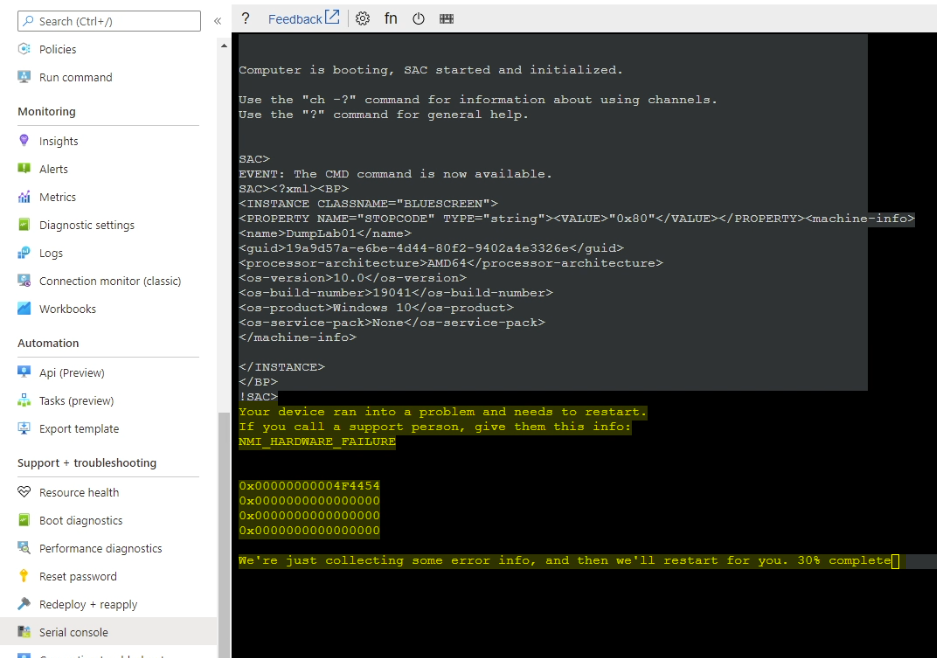 Search (Ctrl+/)
«
Policies
Run command
Monitoring
Insights
Alerts
Metrics
Diagnostic settings
Logs
Connection monitor (classic)
Workbooks
Automation
Api (Preview)
Tasks (preview)
Export template
Support + troubleshooting
Resource health
Boot diagnostics
Performance diagnostics
Reset password
Redeploy + reapply
Serial console
? Feedback fn
Computer is booting, SAC started and initialized.
Use the "ch -?" command for information about using channels.
Use the "?" command for general help.
SAC>
EVENT: The CMD command is now available.
SAC><?xml><BP>
<INSTANCE CLASSNAME="BLUESCREEN">
<PROPERTY NAME="STOPCODE" TYPE="string"><VALUE>"0x80"</VALUE></PROPERTY><machine-info>
<name>DumpLab01</name>
<guid>19a9d57a-e6be-4d44-80f2-9402a4e3326e</guid>
<processor-architecture>AMD64</processor-architecture>
<os-version>10.0</os-version>
<os-build-number>19041</os-build-number>
<os-product>Windows 10</os-product>
<os-service-pack>None</os-service-pack>
</machine-info>
</INSTANCE>
</BP>
!SAC>
Your device ran into a problem and needs to restart.
If you call a support person, give them this info:
NMI_HARDWARE_FAILURE
0x00000000004F4454
0x0000000000000000
0x0000000000000000
0x0000000000000000
We're just collecting some error info, and then we'll restart for you. 30% complete